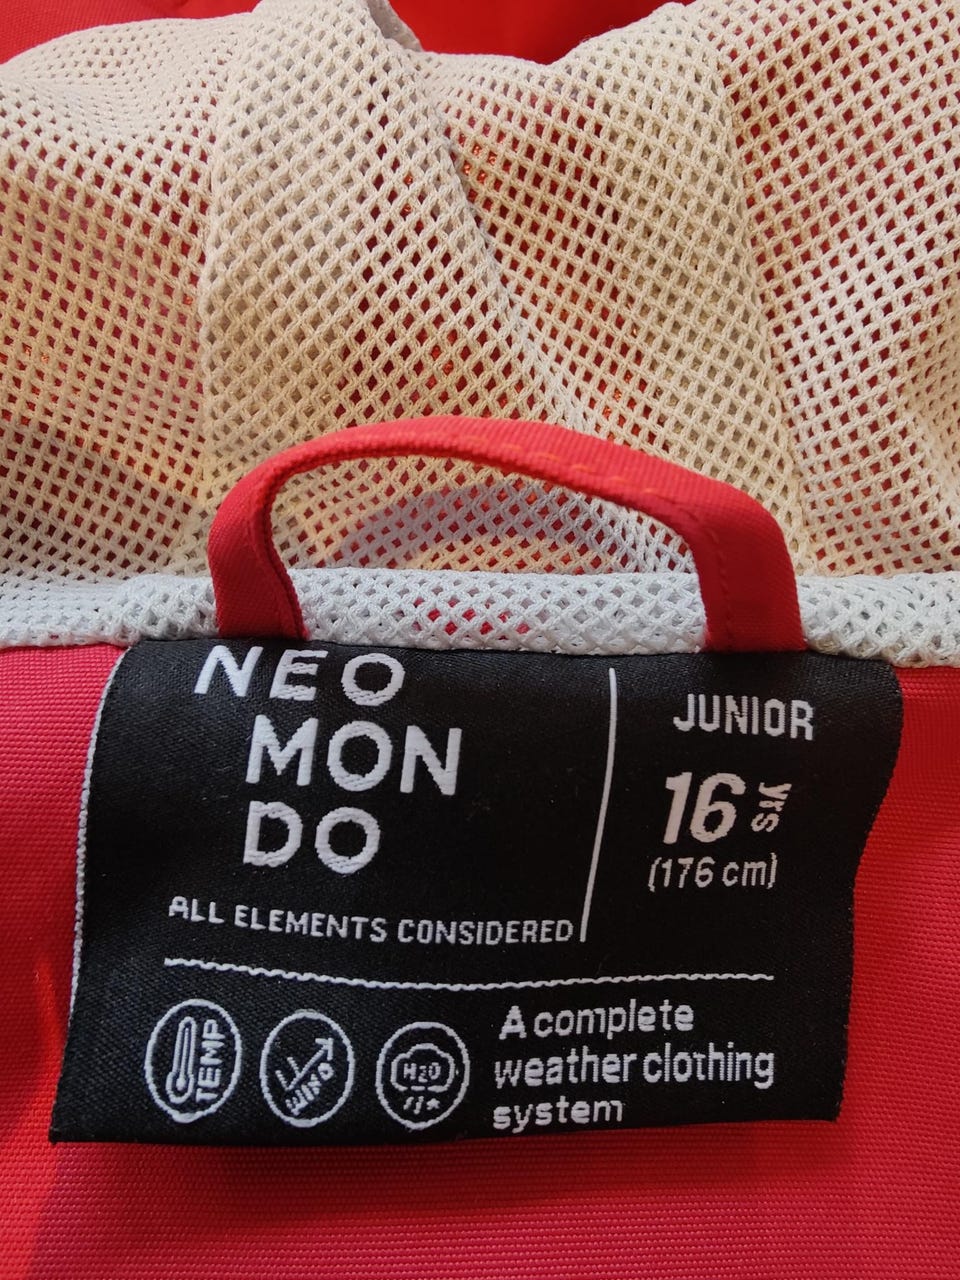 NEO
MON
DO
ALL ELEMENTS CONSIDERED
JUNIOR
16 yrs
(176 cm)
TEMP
WIND
H2O
A complete
weather clothing
system